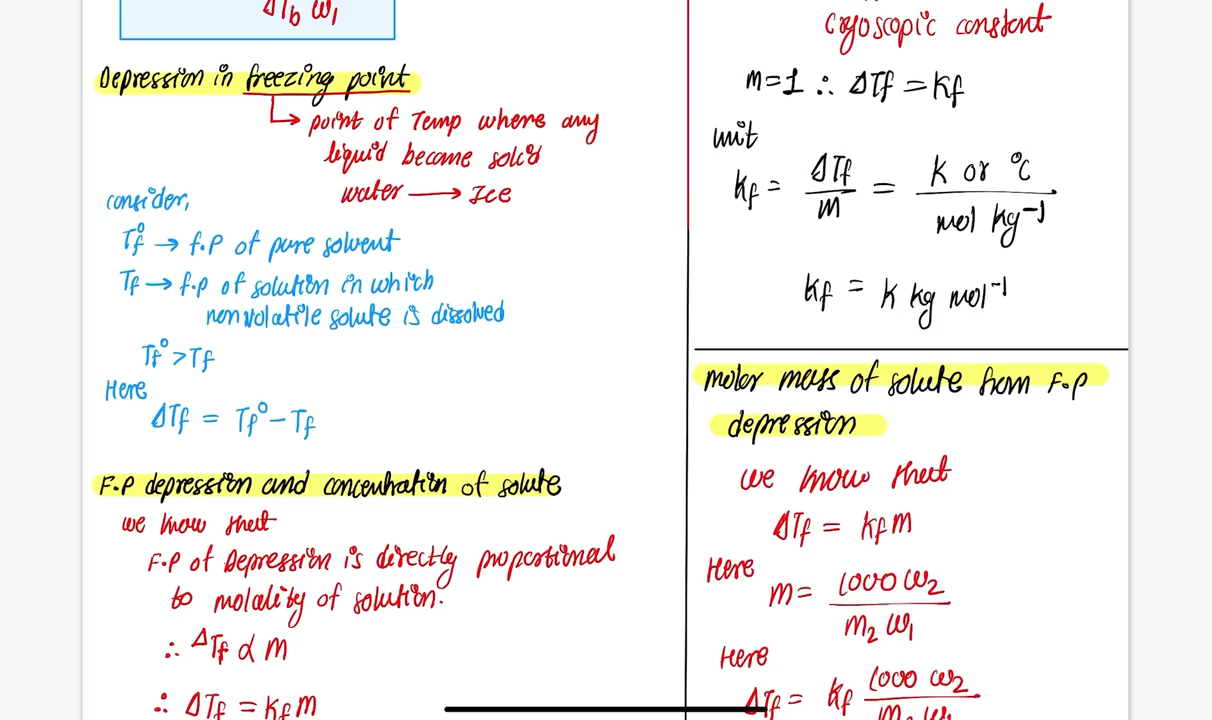 ΔTb W1
Depression in freezing point
→ point of Temp where any
liquid become solid
water → Ice
consider,
Tf° → f.P of pure solvent
Tf → f.p of solution in which
nonvolatile solute is dissolved
Tf° > Tf
Here
ΔTf = Tf° - Tf
F.P depression and concentration of solute
we know that
F.P of Depression is directly proportional
to molality of solution.
∴ ΔTf ∝ m
∴ ΔTf = Kf m
Cryoscopic constant
m=1 ∴ ΔTf = Kf
unit
Kf = ΔTf / m = K or °C / mol kg⁻¹
Kf = K kg mol⁻¹
molar mass of solute from F.p
depression
we know that
ΔTf = Kf m
Here
m = 1000 W2 / M2 W1
Here
ΔTf = Kf 1000 W2 / M2 W1